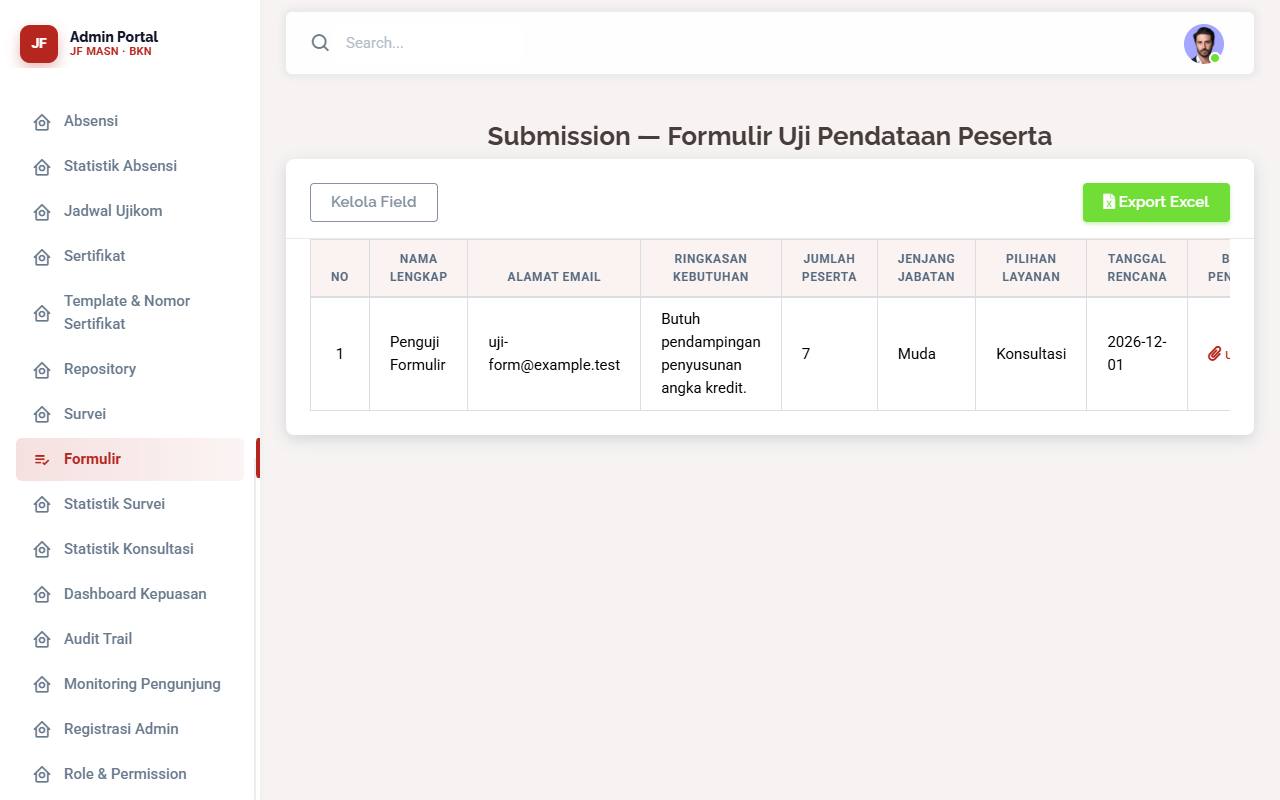 JF
Admin Portal
JF MASN · BKN
Search...
Absensi
Statistik Absensi
Jadwal Ujikom
Sertifikat
Template & Nomor
Sertifikat
Repository
Survei
Formulir
Statistik Survei
Statistik Konsultasi
Dashboard Kepuasan
Audit Trail
Monitoring Pengunjung
Registrasi Admin
Role & Permission
Submission — Formulir Uji Pendataan Peserta
Kelola Field
Export Excel
NO
NAMA
LENGKAP
ALAMAT EMAIL
RINGKASAN
KEBUTUHAN
JUMLAH
PESERTA
JENJANG
JABATAN
PILIHAN
LAYANAN
TANGGAL
RENCANA
1
Penguji
Formulir
uji-
form@example.test
Butuh
pendampingan
penyusunan
angka kredit.
7
Muda
Konsultasi
2026-12-
01